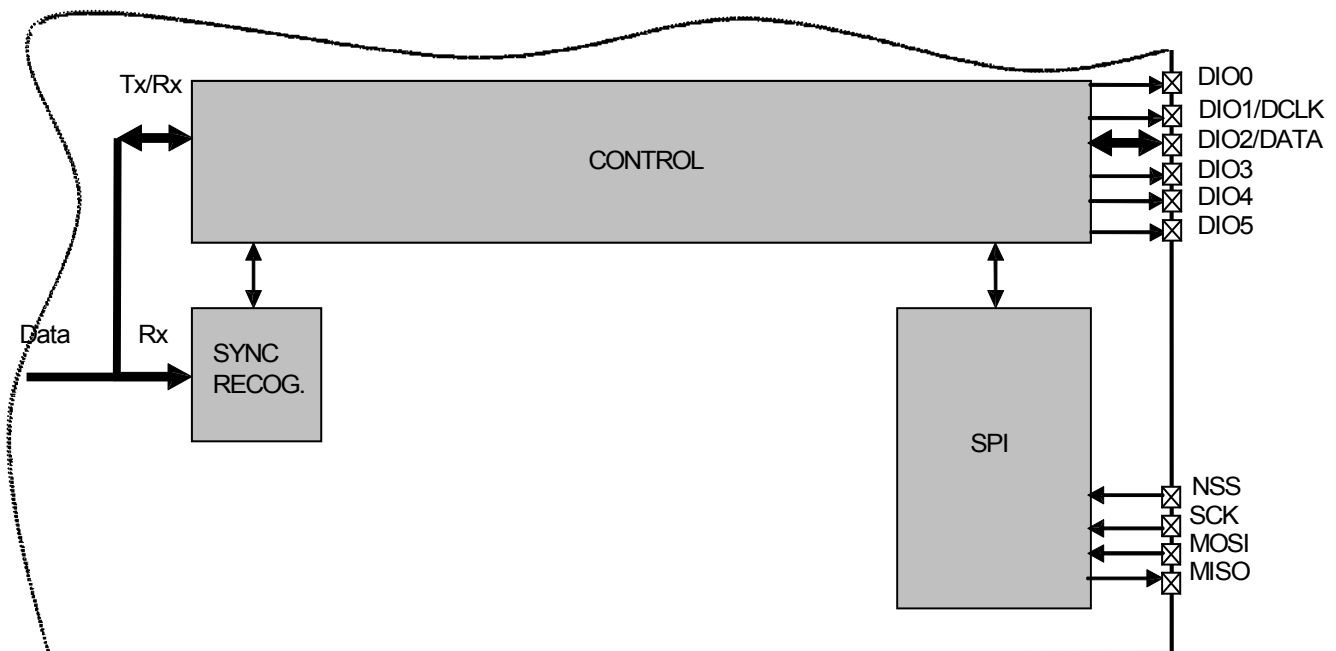 Tx/Rx
CONTROL
DIO0
DIO1/DCLK
DIO2/DATA
DIO3
DIO4
DIO5
Data
Rx
SYNC
RECOG.
SPI
NSS
SCK
MOSI
MISO